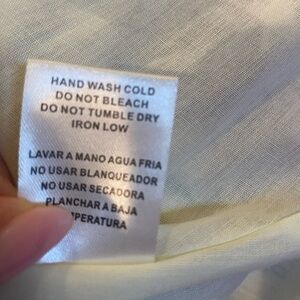 HAND WASH COLD
DO NOT BLEACH
DO NOT TUMBLE DRY
IRON LOW
LAVAR A MANO AGUA FRIA
NO USAR BLANQUEADOR
NO USAR SECADORA
PLANCHAR A BAJA